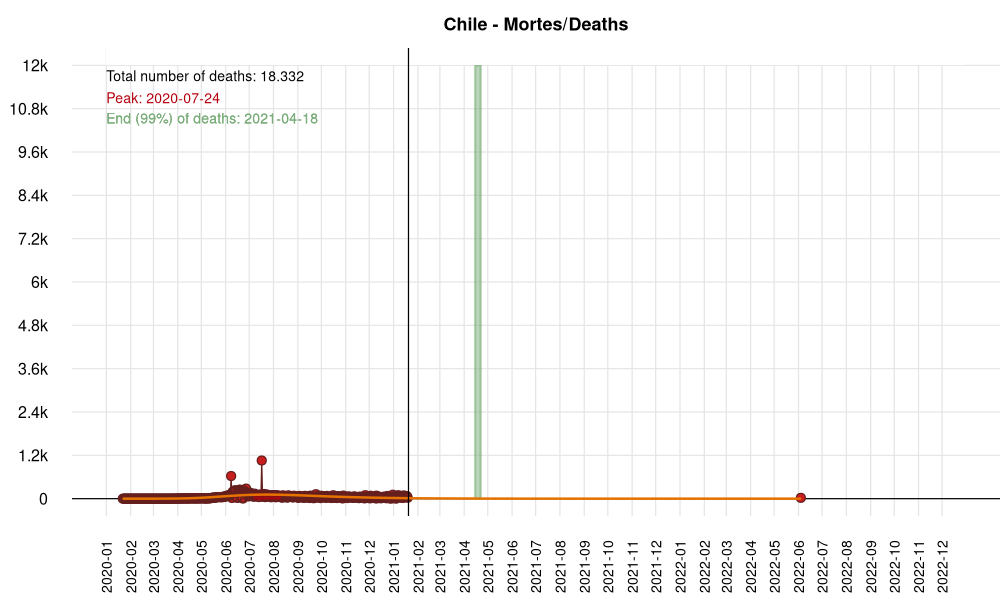 Chile - Mortes/Deaths
Total number of deaths: 18.332
Peak: 2020-07-24
End (99%) of deaths: 2021-04-18
12k
10.8k
9.6k
8.4k
7.2k
6k
4.8k
3.6k
2.4k
1.2k
0
2020-01
2020-02
2020-03
2020-04
2020-05
2020-06
2020-07
2020-08
2020-09
2020-10
2020-11
2020-12
2021-01
2021-02
2021-03
2021-04
2021-05
2021-06
2021-07
2021-08
2021-09
2021-10
2021-11
2021-12
2022-01
2022-02
2022-03
2022-04
2022-05
2022-06
2022-07
2022-08
2022-09
2022-10
2022-11
2022-12